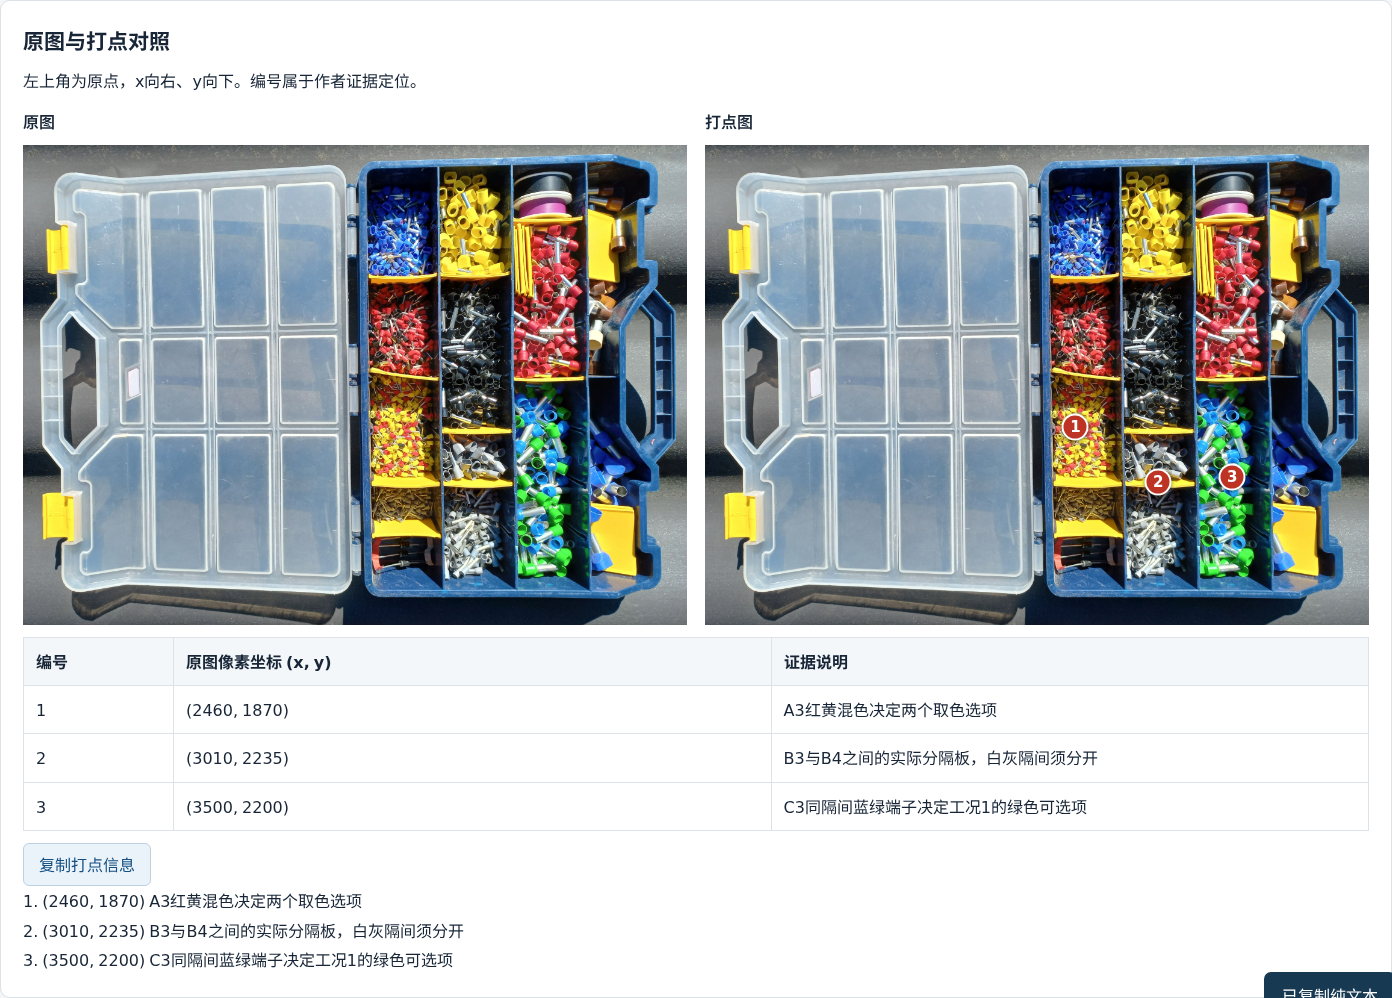 原图与打点对照
左上角为原点，x向右、y向下。编号属于作者证据定位。
原图
打点图
1
2
3
编号 原图像素坐标 (x, y) 证据说明
1 (2460, 1870) A3红黄混色决定两个取色选项
2 (3010, 2235) B3与B4之间的实际分隔板，白灰隔间须分开
3 (3500, 2200) C3同隔间蓝绿端子决定工况1的绿色可选项
复制打点信息
1. (2460, 1870) A3红黄混色决定两个取色选项
2. (3010, 2235) B3与B4之间的实际分隔板，白灰隔间须分开
3. (3500, 2200) C3同隔间蓝绿端子决定工况1的绿色可选项
已复制纯文本